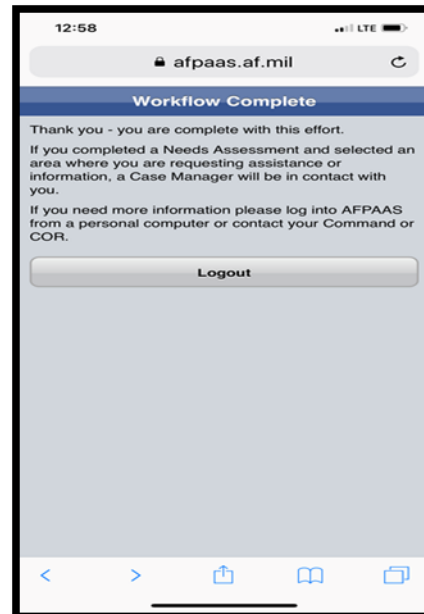 12:58
LTE
afpaas.af.mil
Workflow Complete
Thank you - you are complete with this effort.
If you completed a Needs Assessment and selected an
area where you are requesting assistance or
information, a Case Manager will be in contact with
you.
If you need more information please log into AFPAAS
from a personal computer or contact your Command or
COR.
Logout